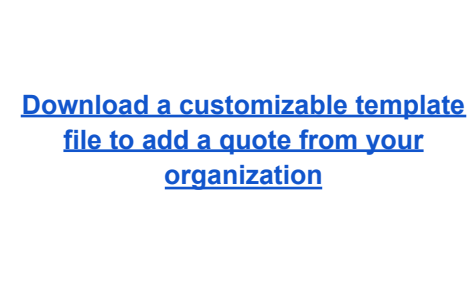 Download a customizable template
file to add a quote from your
organization